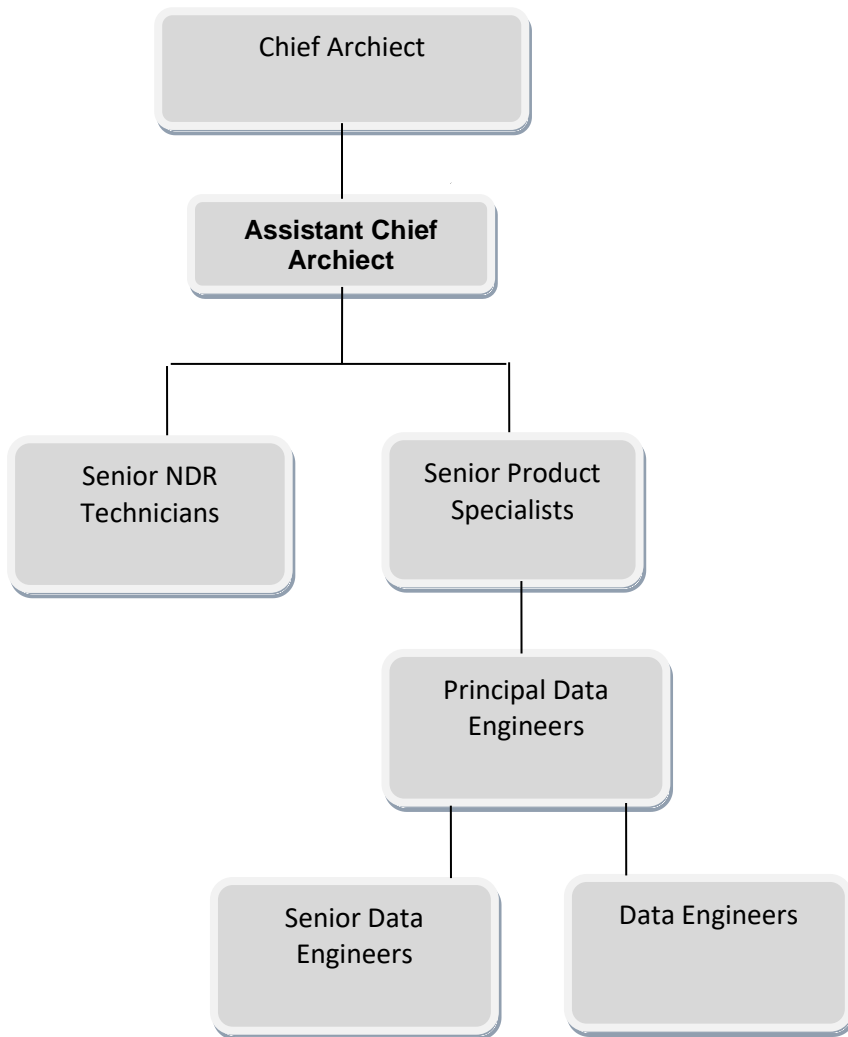 Chief Archiect
Assistant Chief
Archiect
Senior NDR
Technicians
Senior Product
Specialists
Principal Data
Engineers
Senior Data
Engineers
Data Engineers